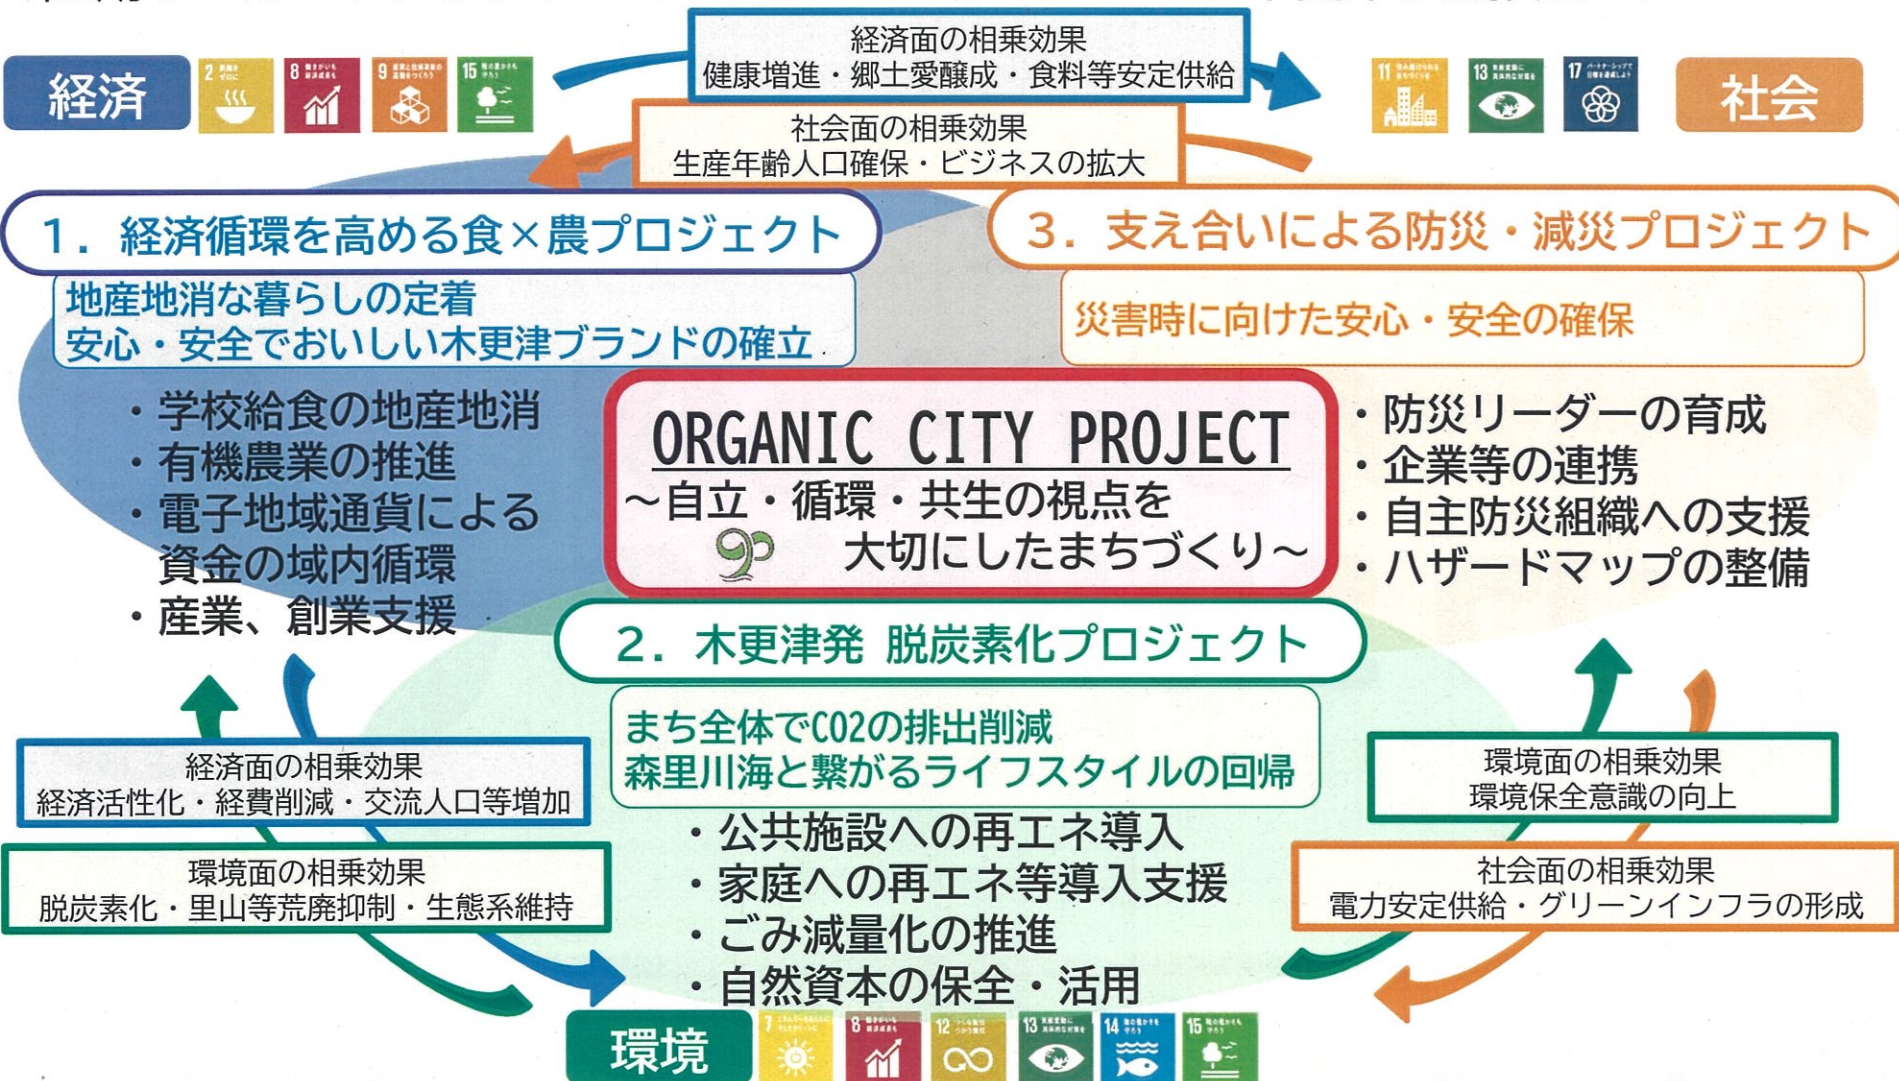 経済
2
8
9
15
経済面の相乗効果
健康増進・郷土愛醸成・食料等安定供給
11
13
17
社会
社会面の相乗効果
生産年齢人口確保・ビジネスの拡大
1. 経済循環を高める食×農プロジェクト
地産地消な暮らしの定着
安心・安全でおいしい木更津ブランドの確立
・学校給食の地産地消
・有機農業の推進
・電子地域通貨による
資金の域内循環
・産業、創業支援
3. 支え合いによる防災・減災プロジェクト
災害時に向けた安心・安全の確保
・防災リーダーの育成
・企業等の連携
・自主防災組織への支援
・ハザードマップの整備
ORGANIC CITY PROJECT
～自立・循環・共生の視点を
大切にしたまちづくり～
2. 木更津発 脱炭素化プロジェクト
まち全体でCO2の排出削減
森里川海と繋がるライフスタイルの回帰
・公共施設への再エネ導入
・家庭への再エネ等導入支援
・ごみ減量化の推進
・自然資本の保全・活用
経済面の相乗効果
経済活性化・経費削減・交流人口等増加
環境面の相乗効果
脱炭素化・里山等荒廃抑制・生態系維持
環境面の相乗効果
環境保全意識の向上
社会面の相乗効果
電力安定供給・グリーンインフラの形成
環境
7
8
12
13
14
15